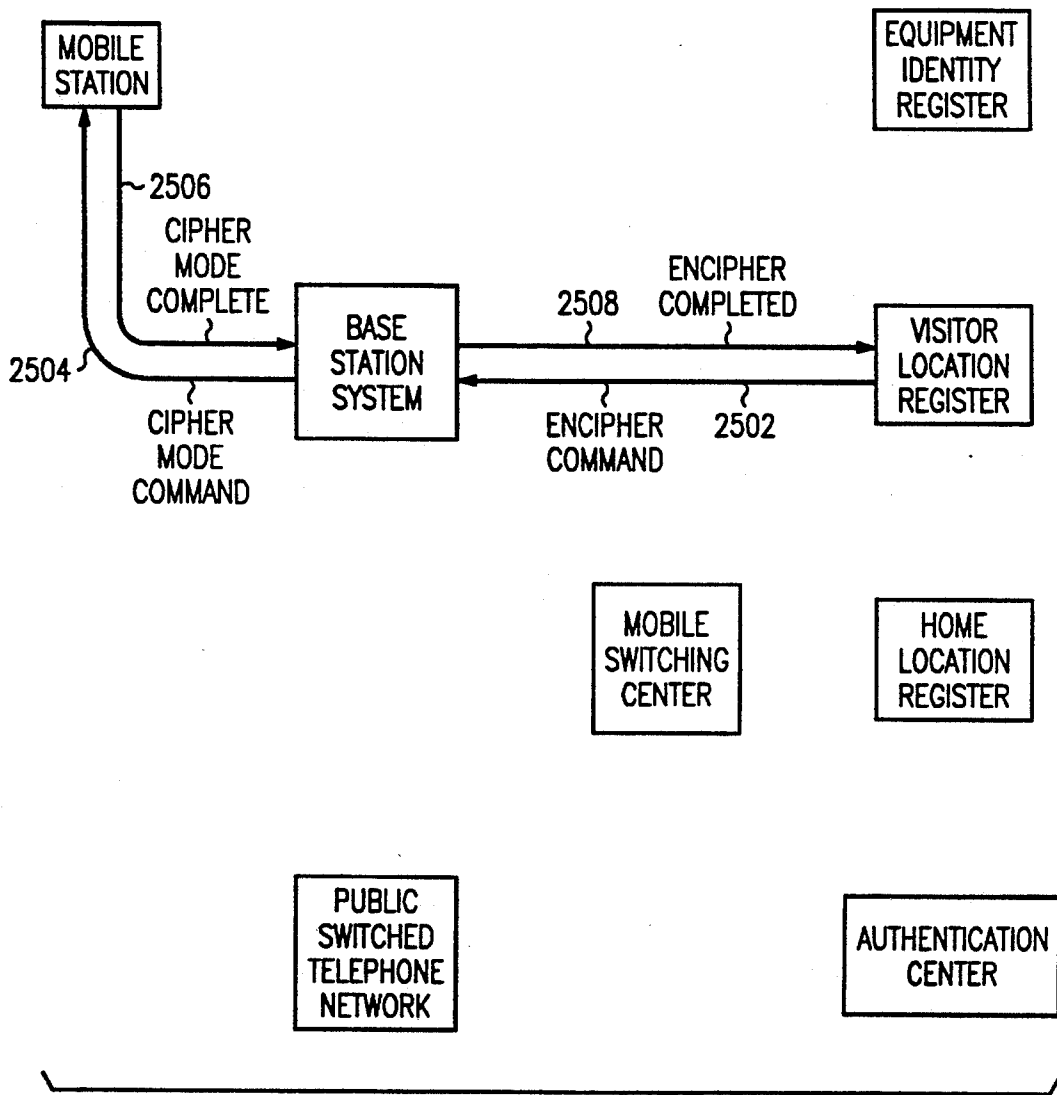 MOBILE
STATION
EQUIPMENT
IDENTITY
REGISTER
2506
CIPHER
MODE
COMPLETE
2504
CIPHER
MODE
COMMAND
BASE
STATION
SYSTEM
2508
ENCIPHER
COMPLETED
ENCIPHER
COMMAND
2502
VISITOR
LOCATION
REGISTER
MOBILE
SWITCHING
CENTER
HOME
LOCATION
REGISTER
PUBLIC
SWITCHED
TELEPHONE
NETWORK
AUTHENTICATION
CENTER